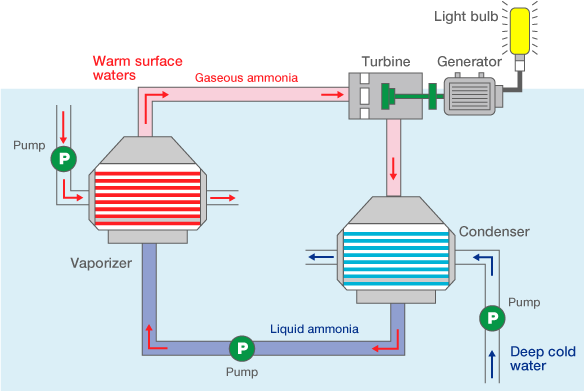 Light bulb
Warm surface
waters
Turbine
Generator
Gaseous ammonia
Pump
P
Vaporizer
Condenser
Pump
P
Liquid ammonia
P
Pump
Deep cold
water